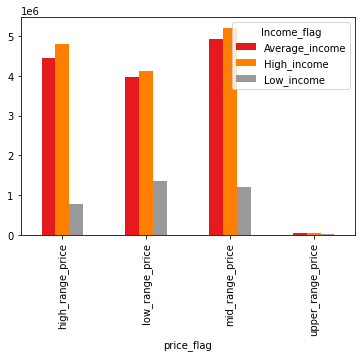 1e6
5
4
3
2
1
0
Income_flag
Average_income
High_income
Low_income
high_range_price
low_range_price
mid_range_price
upper_range_price
price_flag